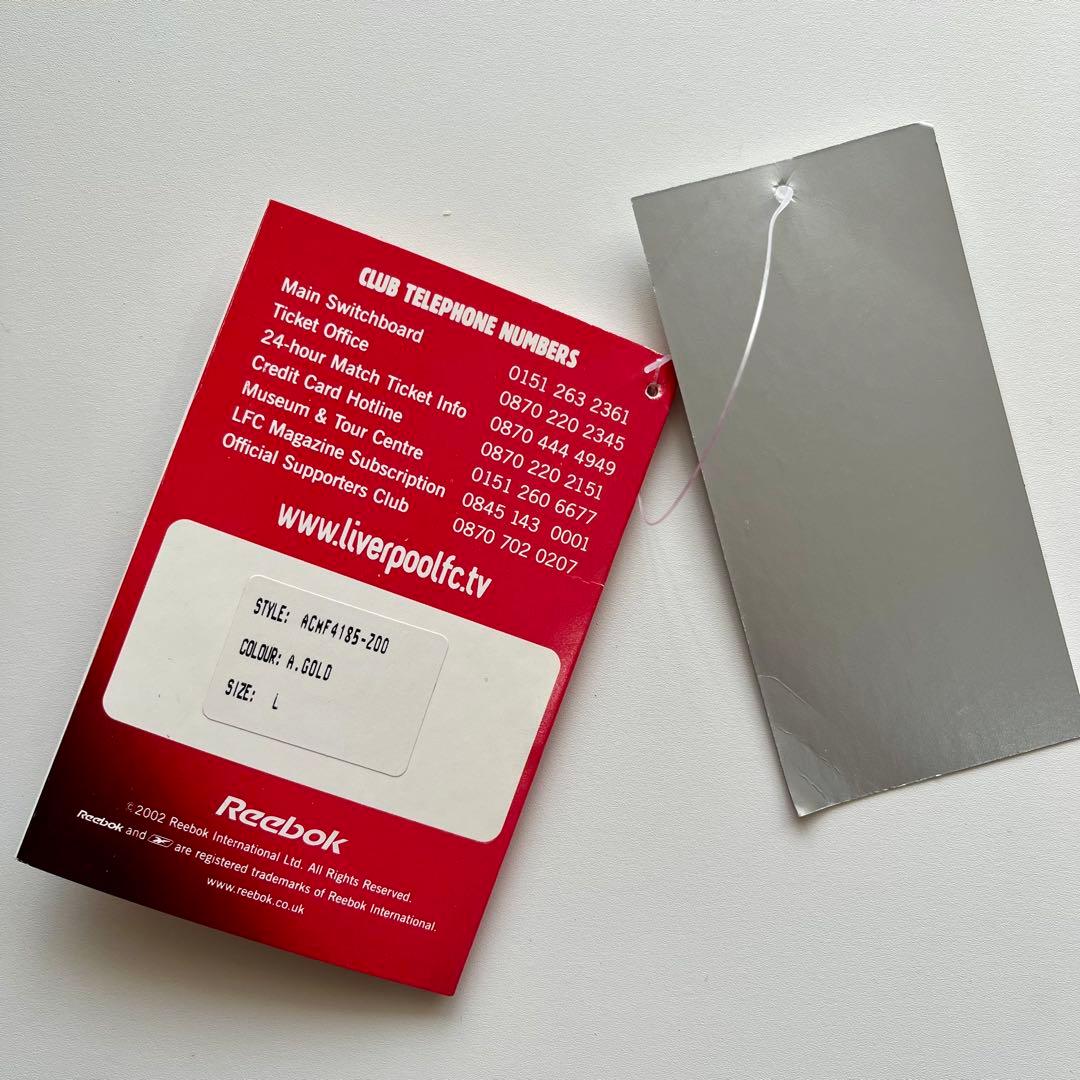 CLUB TELEPHONE NUMBERS
Main Switchboard 0151 263 2361
Ticket Office 0870 220 2345
24-hour Match Ticket Info 0870 444 4949
Credit Card Hotline 0870 220 2151
Museum & Tour Centre 0151 260 6677
LFC Magazine Subscription 0845 143 0001
Official Supporters Club 0870 702 0207
www.liverpoolfc.tv
STYLE: ACMF4185-Z00
COLOUR: A.GOLD
SIZE: L
Reebok
© 2002 Reebok International Ltd. All Rights Reserved.
Reebok and are registered trademarks of Reebok International.
www.reebok.co.uk